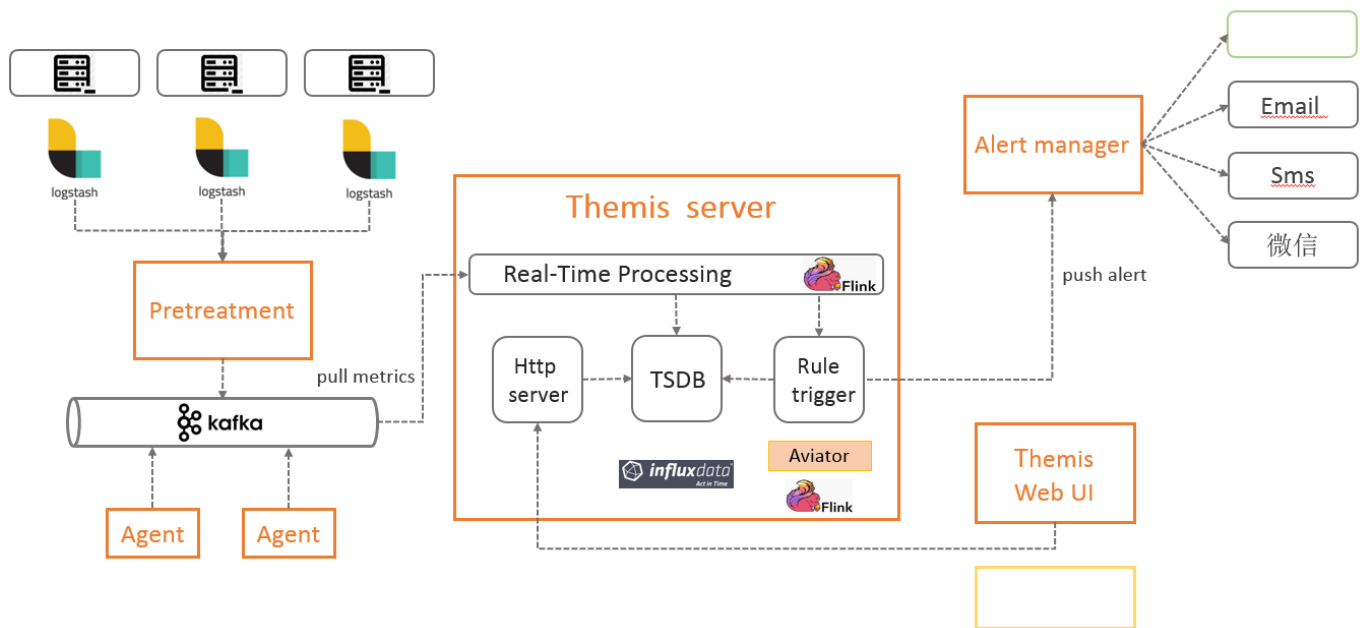 logstash
logstash
logstash
Pretreatment
kafka
Agent
Agent
pull metrics
Themis server
Real-Time Processing
Flink
Http
server
TSDB
Rule
trigger
influxdata
Act in Time
Aviator
Flink
Alert manager
push alert
Email
Sms
微信
Themis
Web UI